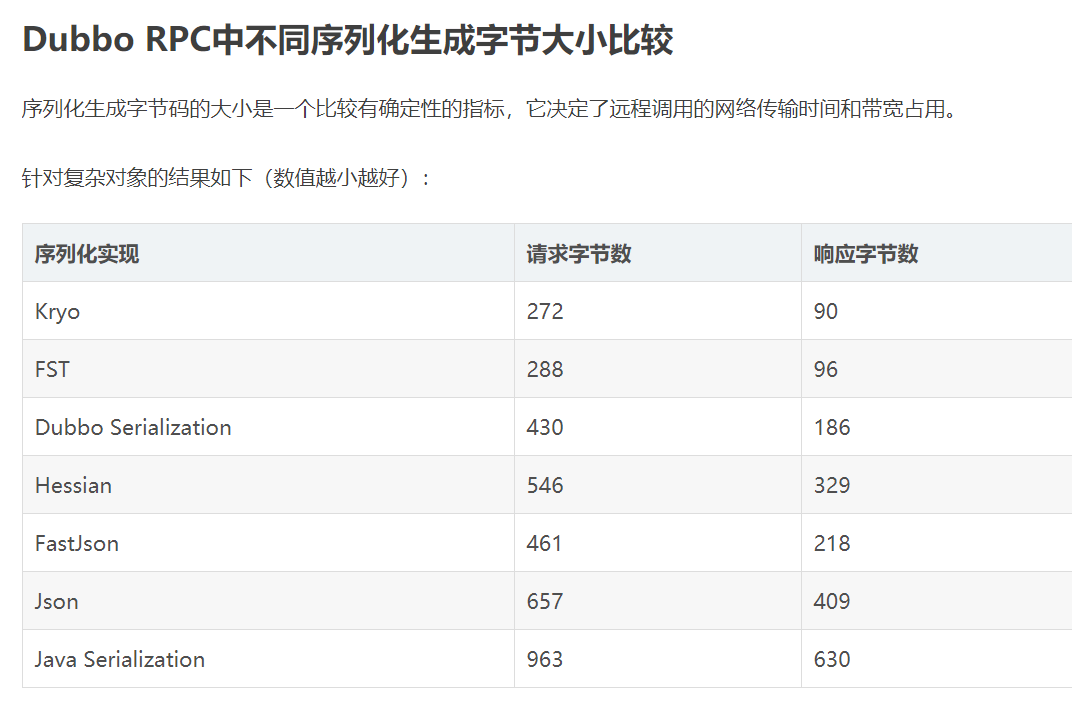 Dubbo RPC中不同序列化生成字节大小比较
序列化生成字节码的大小是一个比较有确定性的指标，它决定了远程调用的网络传输时间和带宽占用。
针对复杂对象的结果如下（数值越小越好）：
序列化实现 请求字节数 响应字节数
Kryo 272 90
FST 288 96
Dubbo Serialization 430 186
Hessian 546 329
FastJson 461 218
Json 657 409
Java Serialization 963 630